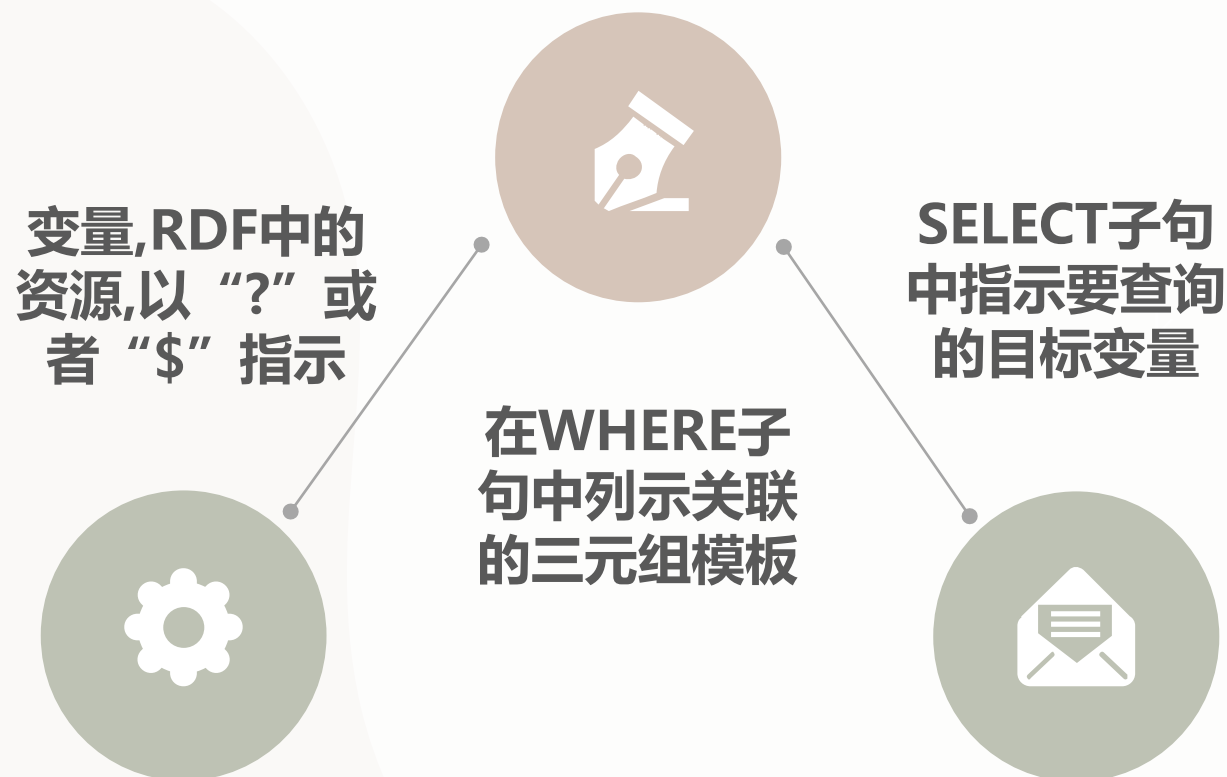 变量,RDF中的
资源,以“?”或
者“$”指示
在WHERE子
句中列示关联
的三元组模板
SELECT子句
中指示要查询
的目标变量